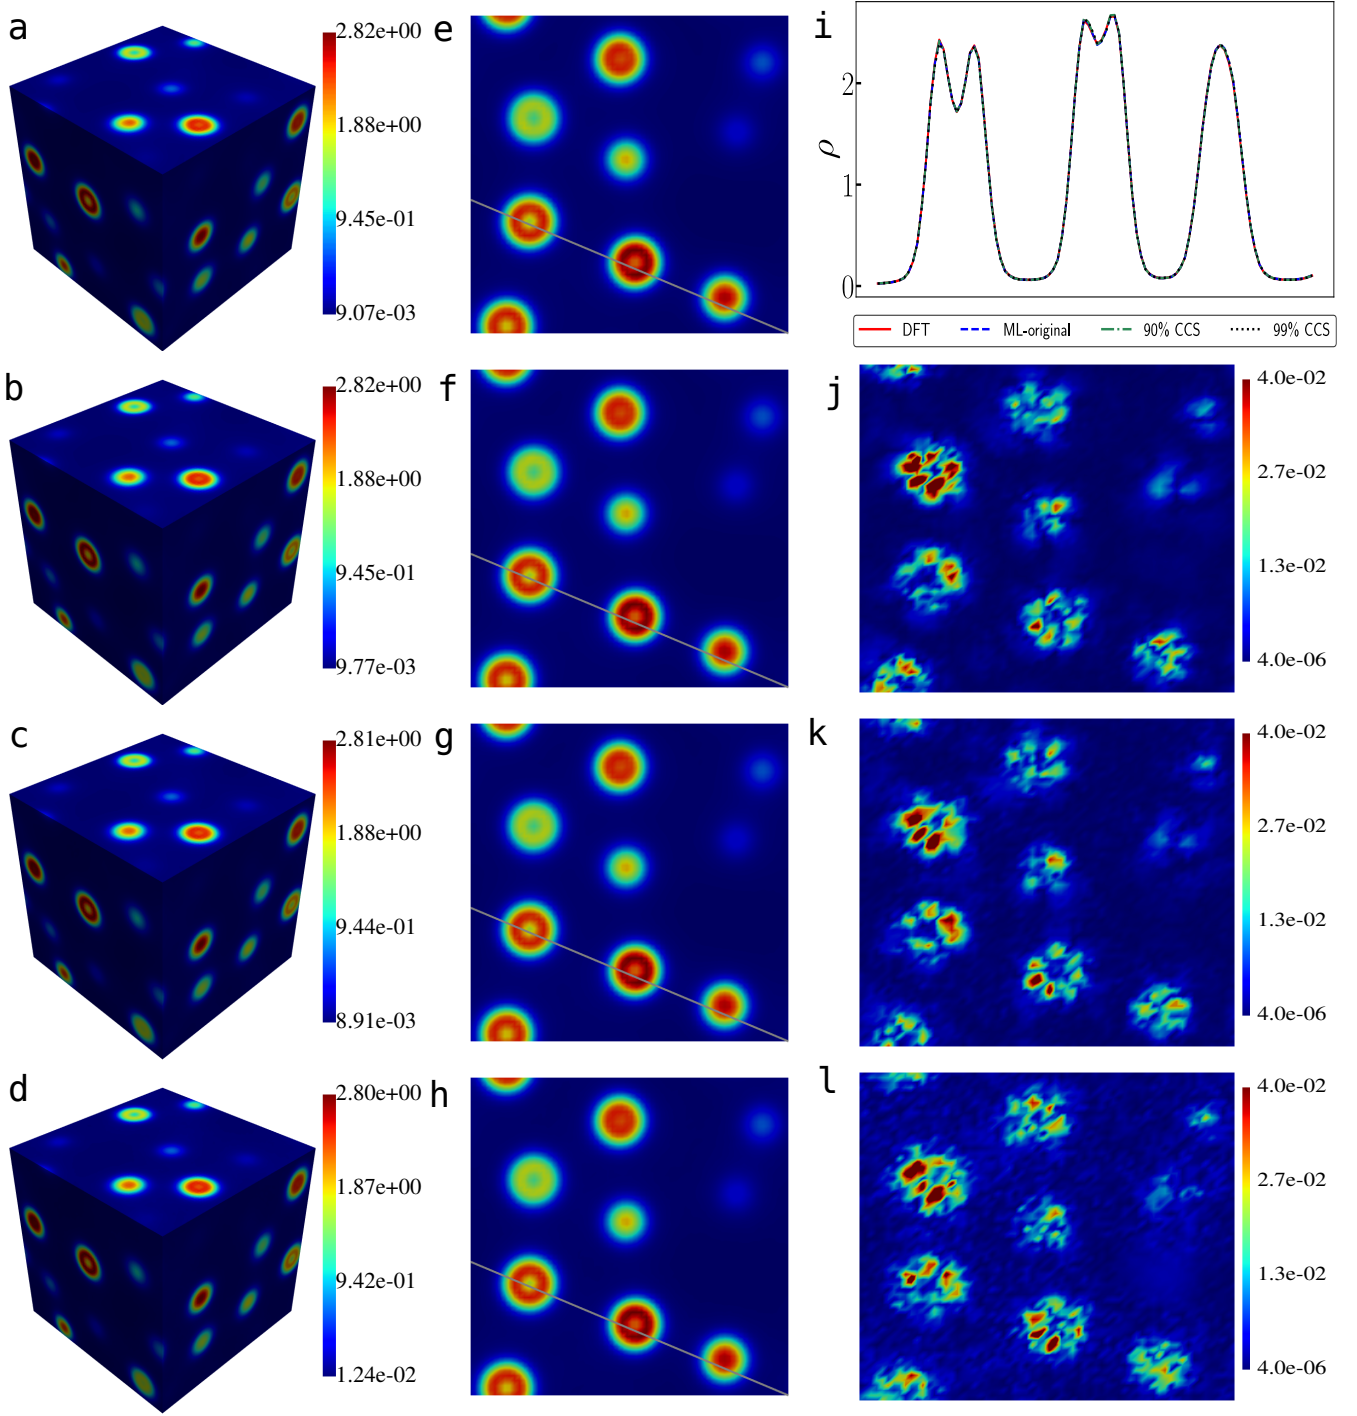 a
2.82e+00
1.88e+00
9.45e-01
9.07e-03
e
i
ρ
2
1
0
DFT
ML-original
90% CCS
99% CCS
b
2.82e+00
1.88e+00
9.45e-01
9.77e-03
f
j
4.0e-02
2.7e-02
1.3e-02
4.0e-06
c
2.81e+00
1.88e+00
9.44e-01
8.91e-03
g
k
4.0e-02
2.7e-02
1.3e-02
4.0e-06
d
2.80e+00
1.87e+00
9.42e-01
1.24e-02
h
l
4.0e-02
2.7e-02
1.3e-02
4.0e-06